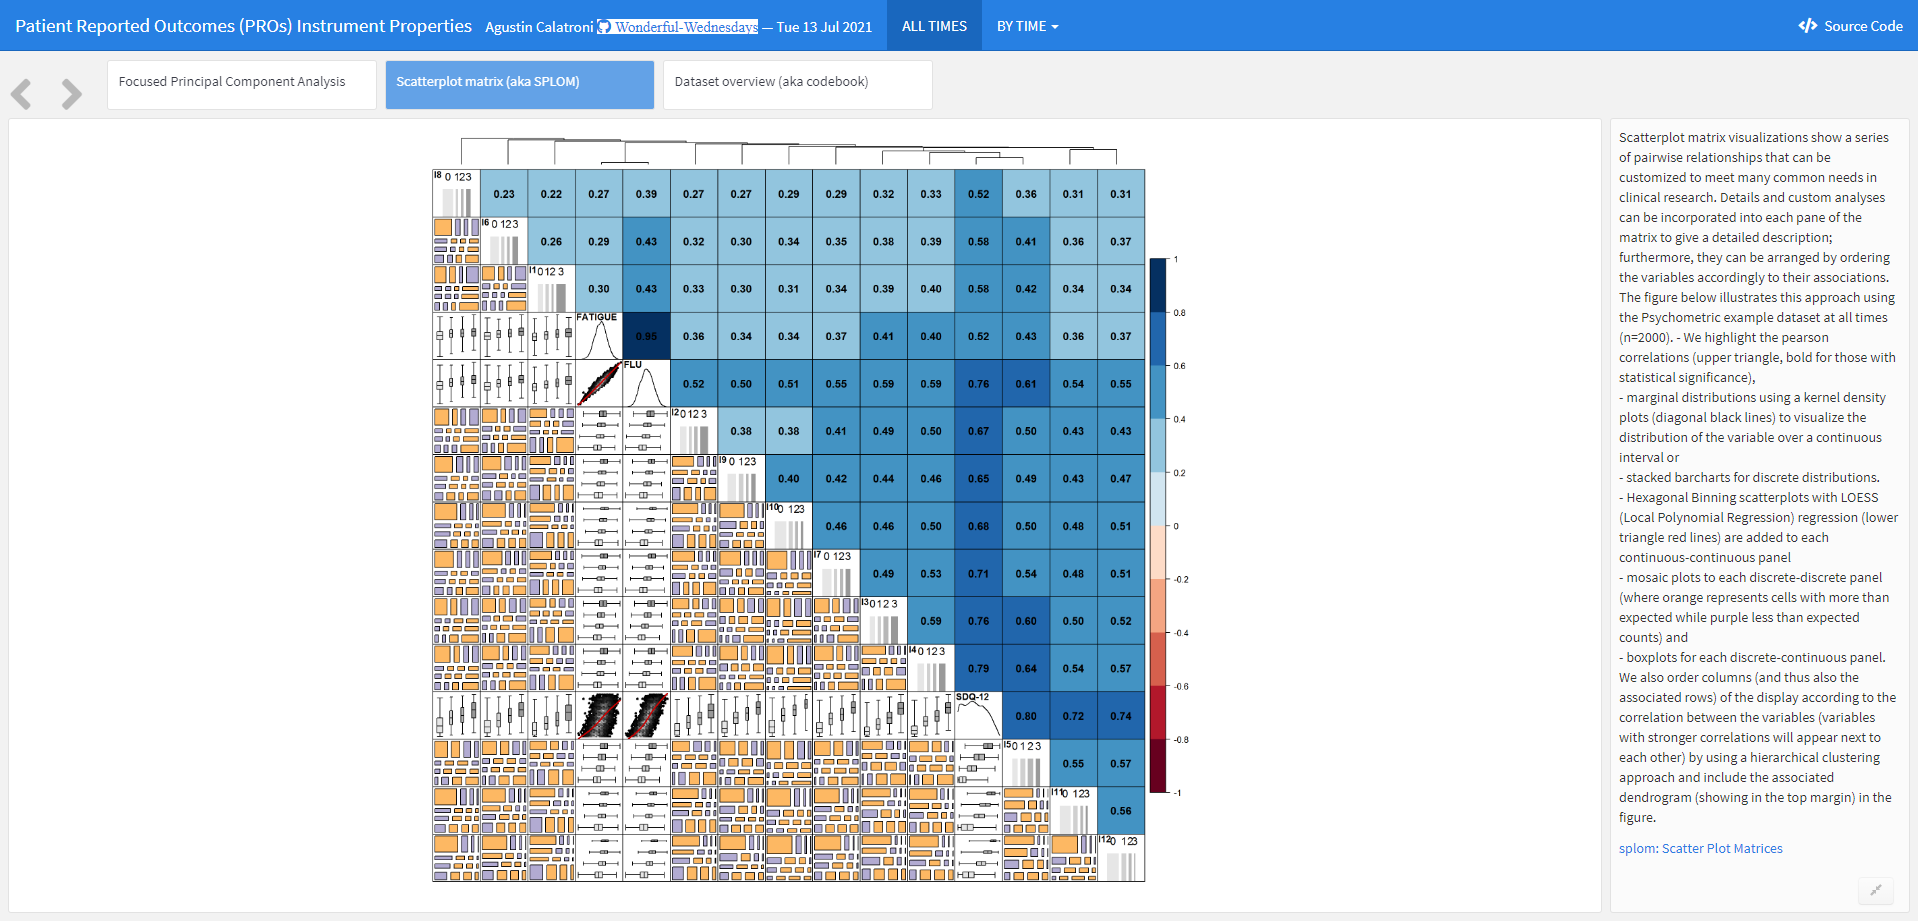 Patient Reported Outcomes (PROs) Instrument Properties Agustin Calatroni Wonderful-Wednesdays — Tue 13 Jul 2021 ALL TIMES BY TIME Source Code
Focused Principal Component Analysis Scatterplot matrix (aka SPLOM) Dataset overview (aka codebook)
I8 0 123 0.23 0.22 0.27 0.39 0.27 0.27 0.29 0.29 0.32 0.33 0.52 0.36 0.31 0.31
I6 0 123 0.26 0.29 0.43 0.32 0.30 0.34 0.35 0.38 0.39 0.58 0.41 0.36 0.37
I1 012 3 0.30 0.43 0.33 0.30 0.31 0.34 0.39 0.40 0.58 0.42 0.34 0.34
FATIGUE 0.95 0.36 0.34 0.34 0.37 0.41 0.40 0.52 0.43 0.36 0.37
FLU 0.52 0.50 0.51 0.55 0.59 0.59 0.76 0.61 0.54 0.55
I2 012 3 0.38 0.38 0.41 0.49 0.50 0.67 0.50 0.43 0.43
I9 0 123 0.40 0.42 0.44 0.46 0.65 0.49 0.43 0.47
I10 0 123 0.46 0.46 0.50 0.68 0.50 0.48 0.51
I7 0 123 0.49 0.53 0.71 0.54 0.48 0.51
I3 012 3 0.59 0.76 0.60 0.50 0.52
I4 0 12 3 0.79 0.64 0.54 0.57
SDQ-12 0.80 0.72 0.74
I5 01 2 3 0.55 0.57
I11 0 123 0.56
I12 0 123
1
0.8
0.6
0.4
0.2
0
-0.2
-0.4
-0.6
-0.8
-1
Scatterplot matrix visualizations show a series
of pairwise relationships that can be
customized to meet many common needs in
clinical research. Details and custom analyses
can be incorporated into each pane of the
matrix to give a detailed description;
furthermore, they can be arranged by ordering
the variables accordingly to their associations.
The figure below illustrates this approach using
the Psychometric example dataset at all times
(n=2000). - We highlight the pearson
correlations (upper triangle, bold for those with
statistical significance),
- marginal distributions using a kernel density
plots (diagonal black lines) to visualize the
distribution of the variable over a continuous
interval or
- stacked barcharts for discrete distributions.
- Hexagonal Binning scatterplots with LOESS
(Local Polynomial Regression) regression (lower
triangle red lines) are added to each
continuous-continuous panel
- mosaic plots to each discrete-discrete panel
(where orange represents cells with more than
expected while purple less than expected
counts) and
- boxplots for each discrete-continuous panel.
We also order columns (and thus also the
associated rows) of the display according to the
correlation between the variables (variables
with stronger correlations will appear next to
each other) by using a hierarchical clustering
approach and include the associated
dendrogram (showing in the top margin) in the
figure.
splom: Scatter Plot Matrices